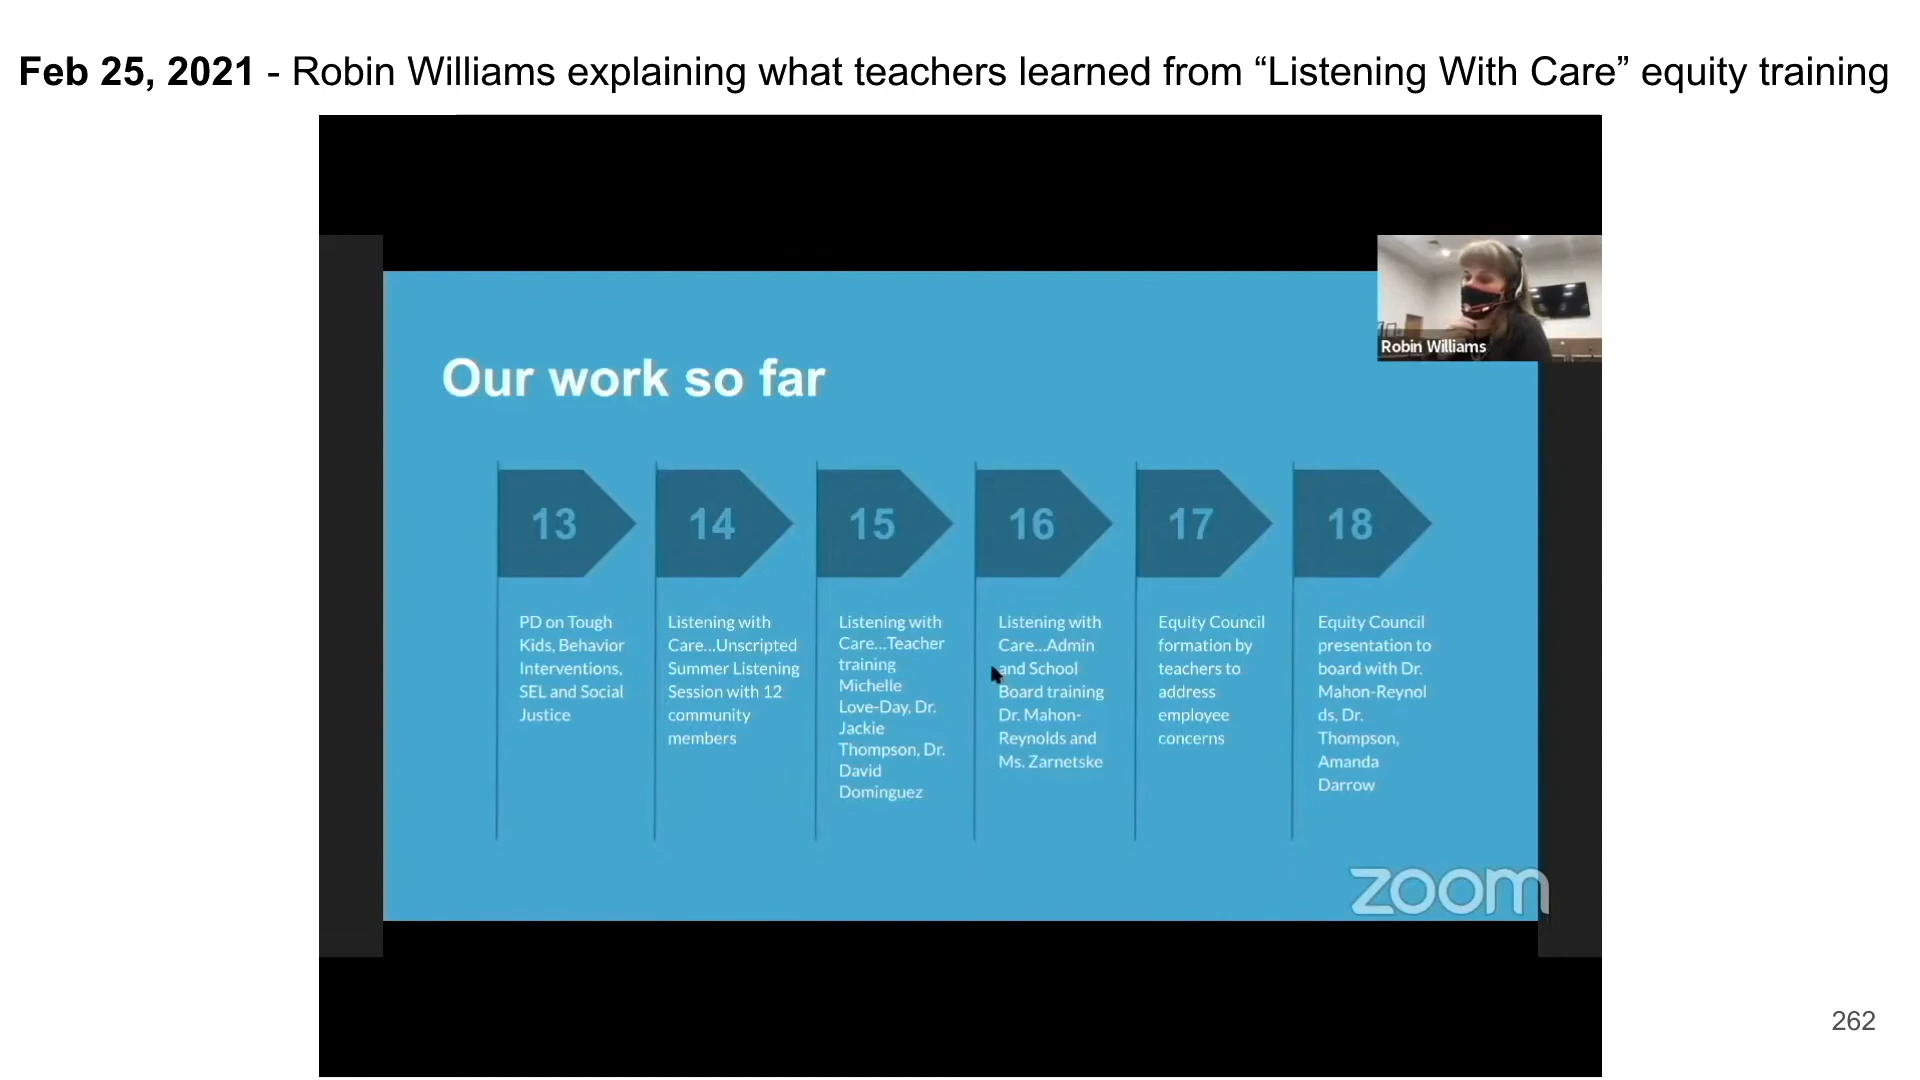 Feb 25, 2021 - Robin Williams explaining what teachers learned from “Listening With Care” equity training
Robin Williams
Our work so far
13
14
15
16
17
18
PD on Tough
Kids, Behavior
Interventions,
SEL and Social
Justice
Listening with
Care...Unscripted
Summer Listening
Session with 12
community
members
Listening with
Care...Teacher
training
Michelle
Love-Day, Dr.
Jackie
Thompson, Dr.
David
Dominguez
Listening with
Care...Admin
and School
Board training
Dr. Mahon-
Reynolds and
Ms. Zarnetske
Equity Council
formation by
teachers to
address
employee
concerns
Equity Council
presentation to
board with Dr.
Mahon-Reynol
ds, Dr.
Thompson,
Amanda
Darrow
zoom
262